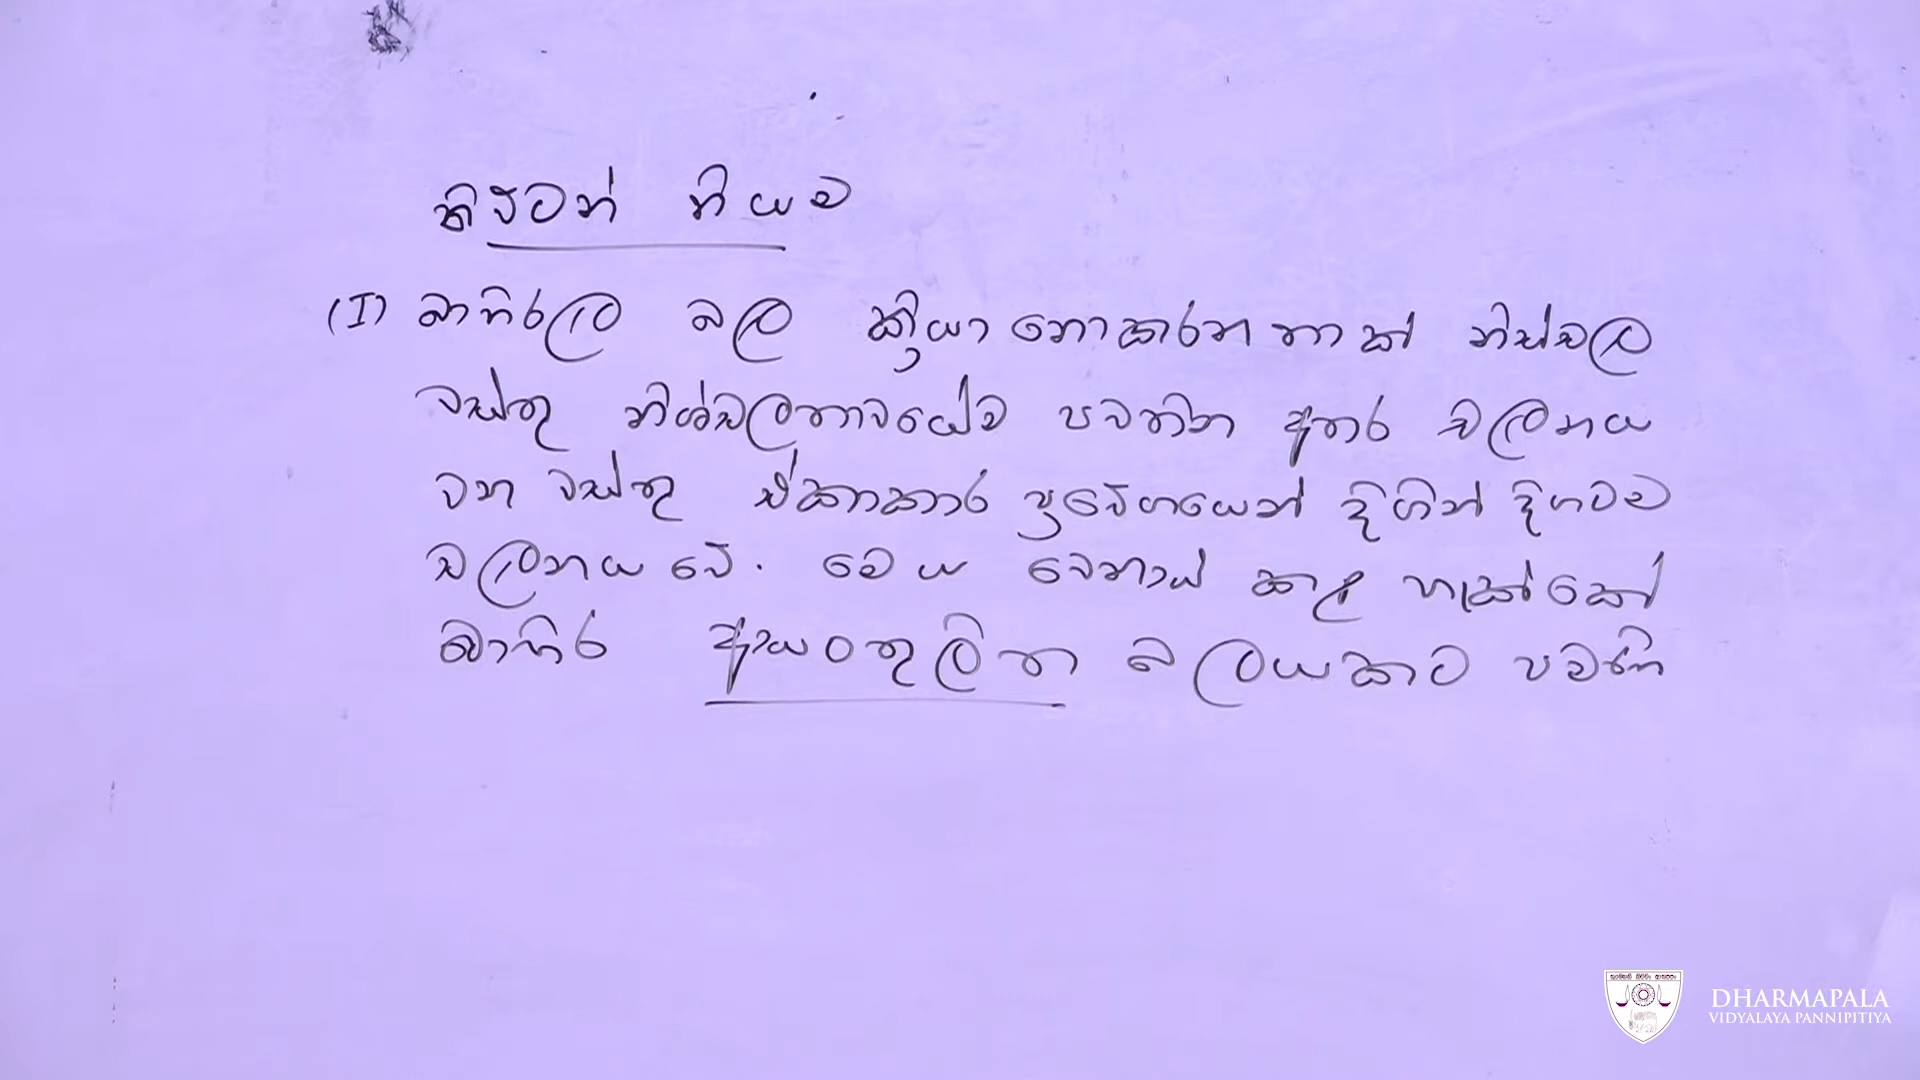 නිව්ටන් නියම
(I) බාහිරල බල ක්‍රියා නොකරන තාක් නිස්චල
වස්තු නිශ්චලතාවයේම පවතින අතර චලනය
වන වස්තු ඒකාකාර ප්‍රවේගයෙන් දිගින් දිගටම
චලනය වේ. මෙය වෙනස් කළ හැක්කේ
බාහිර අසංතුලිත බලයකට පමණි
DHARMAPALA
VIDYALAYA PANNIPITIYA